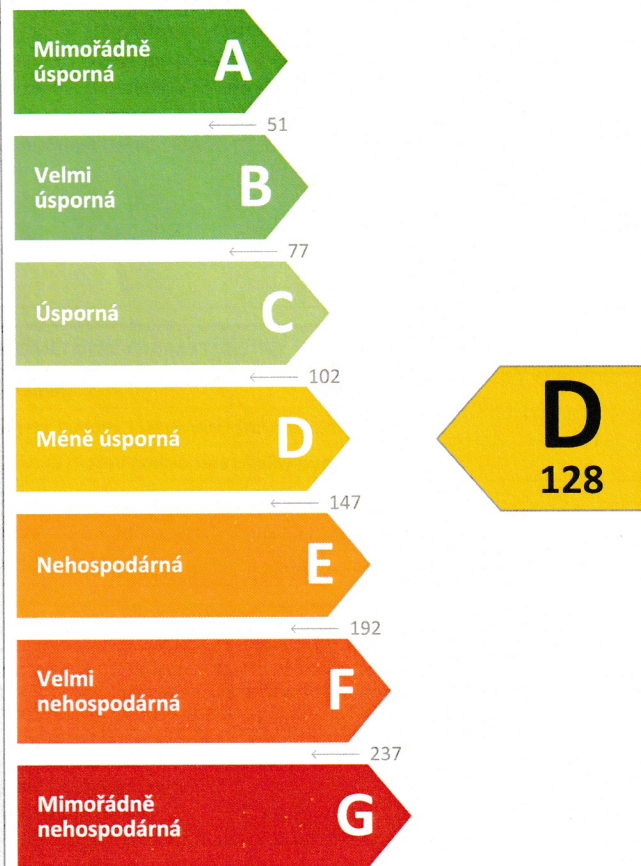 Mimořádně
úsporná
A
51
Velmi
úsporná
B
77
Úsporná
C
102
Méně úsporná
D
D
128
147
Nehospodárná
E
192
Velmi
nehospodárná
F
237
Mimořádně
nehospodárná
G